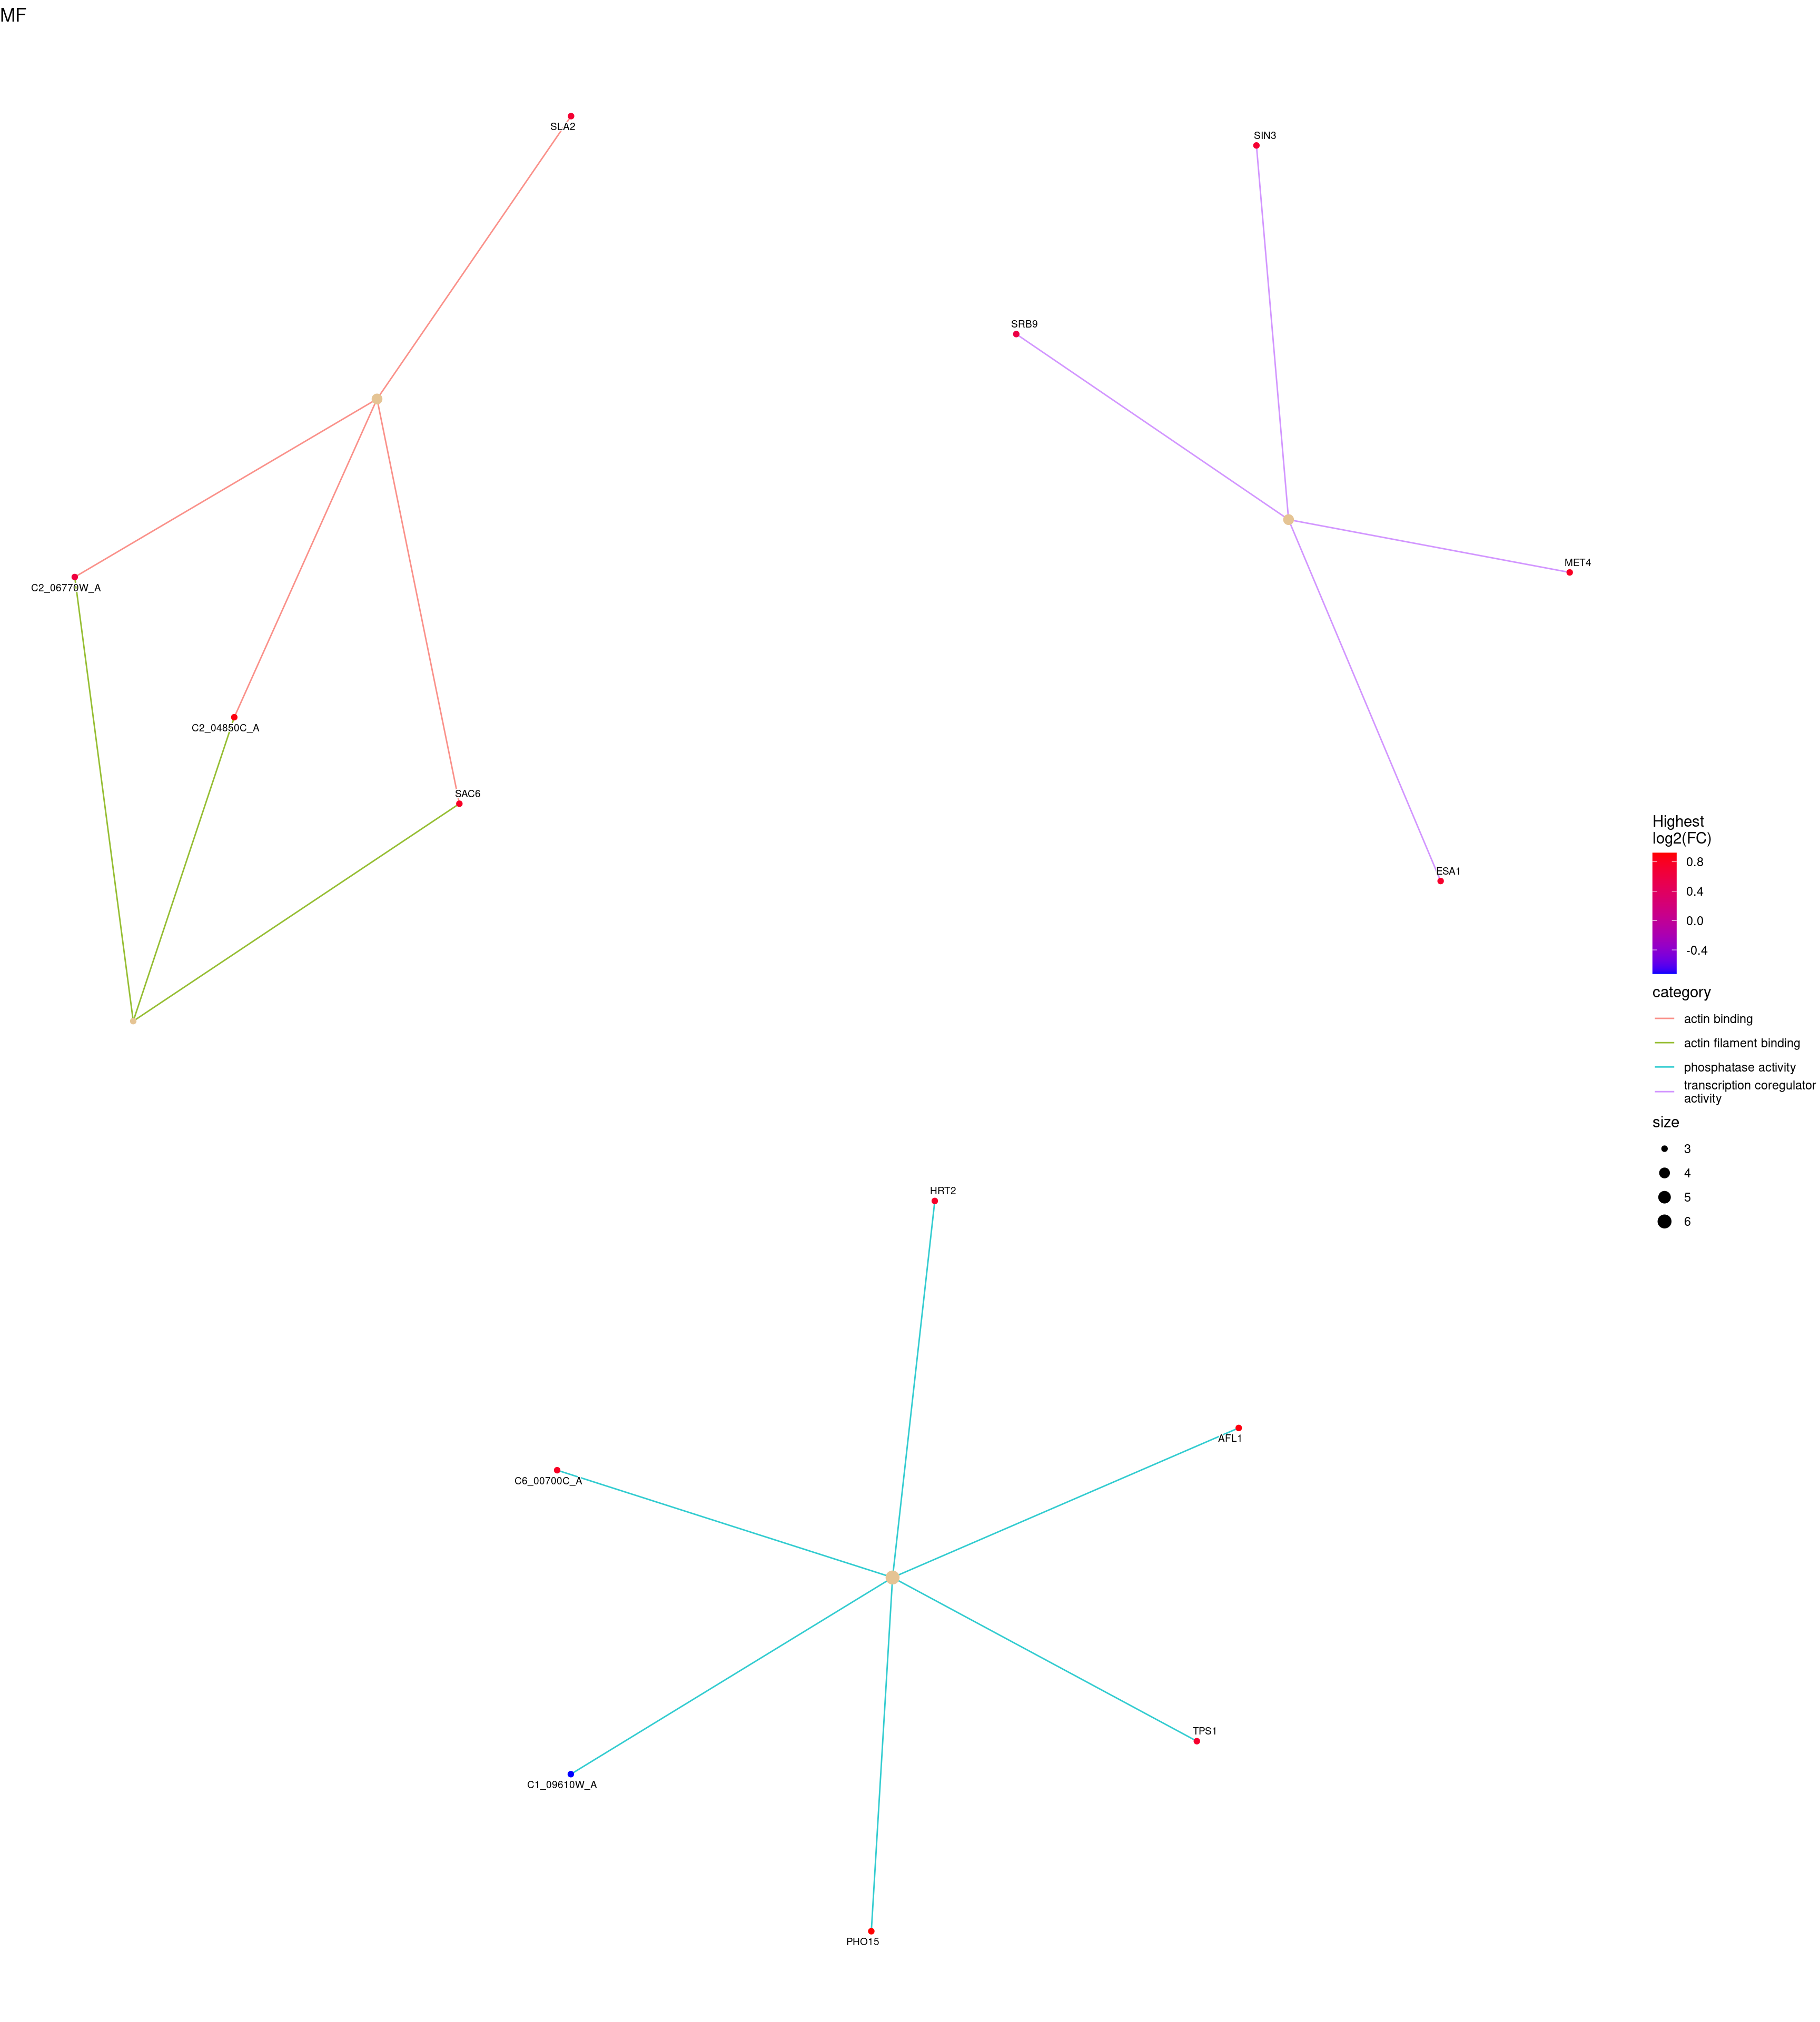 MF
SLA2
SIN3
SRB9
MET4
C2_06770W_A
C2_04850C_A
SAC6
ESA1
Highest
log2(FC)
0.8
0.4
0.0
-0.4
category
actin binding
actin filament binding
phosphatase activity
transcription coregulator
activity
size
3
4
5
6
HRT2
AFL1
C6_00700C_A
TPS1
C1_09610W_A
PHO15